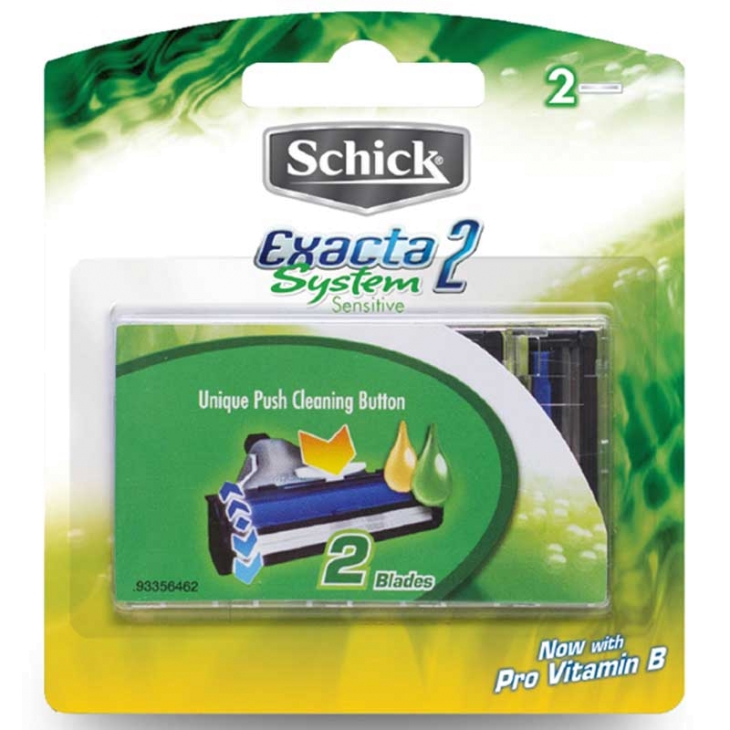 2
Schick®
Exacta 2
System
Sensitive
Unique Push Cleaning Button
2 Blades
.93356462
Now with
Pro Vitamin B